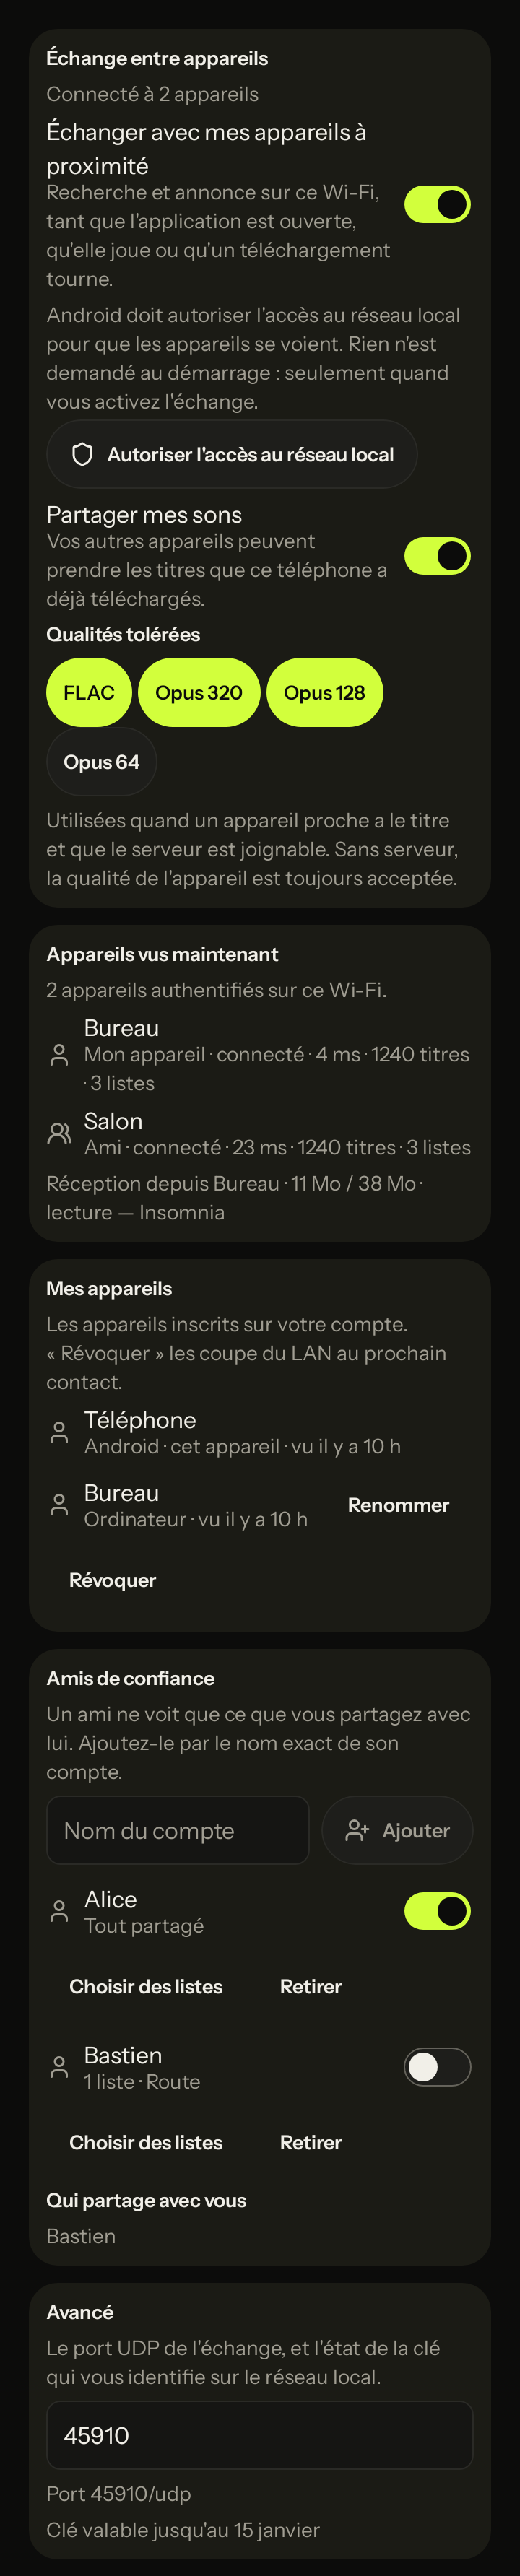 Échange entre appareils
Connecté à 2 appareils
Échanger avec mes appareils à
proximité
Recherche et annonce sur ce Wi-Fi,
tant que l'application est ouverte,
qu'elle joue ou qu'un téléchargement
tourne.
Android doit autoriser l'accès au réseau local
pour que les appareils se voient. Rien n'est
demandé au démarrage : seulement quand
vous activez l'échange.
Autoriser l'accès au réseau local
Partager mes sons
Vos autres appareils peuvent
prendre les titres que ce téléphone a
déjà téléchargés.
Qualités tolérées
FLAC Opus 320 Opus 128
Opus 64
Utilisées quand un appareil proche a le titre
et que le serveur est joignable. Sans serveur,
la qualité de l'appareil est toujours acceptée.
Appareils vus maintenant
2 appareils authentifiés sur ce Wi-Fi.
Bureau
Mon appareil · connecté · 4 ms · 1240 titres
· 3 listes
Salon
Ami · connecté · 23 ms · 1240 titres · 3 listes
Réception depuis Bureau · 11 Mo / 38 Mo ·
lecture — Insomnia
Mes appareils
Les appareils inscrits sur votre compte.
« Révoquer » les coupe du LAN au prochain
contact.
Téléphone
Android · cet appareil · vu il y a 10 h
Bureau
Ordinateur · vu il y a 10 h
Renommer
Révoquer
Amis de confiance
Un ami ne voit que ce que vous partagez avec
lui. Ajoutez-le par le nom exact de son
compte.
Nom du compte
Ajouter
Alice
Tout partagé
Choisir des listes Retirer
Bastien
1 liste · Route
Choisir des listes Retirer
Qui partage avec vous
Bastien
Avancé
Le port UDP de l'échange, et l'état de la clé
qui vous identifie sur le réseau local.
45910
Port 45910/udp
Clé valable jusqu'au 15 janvier